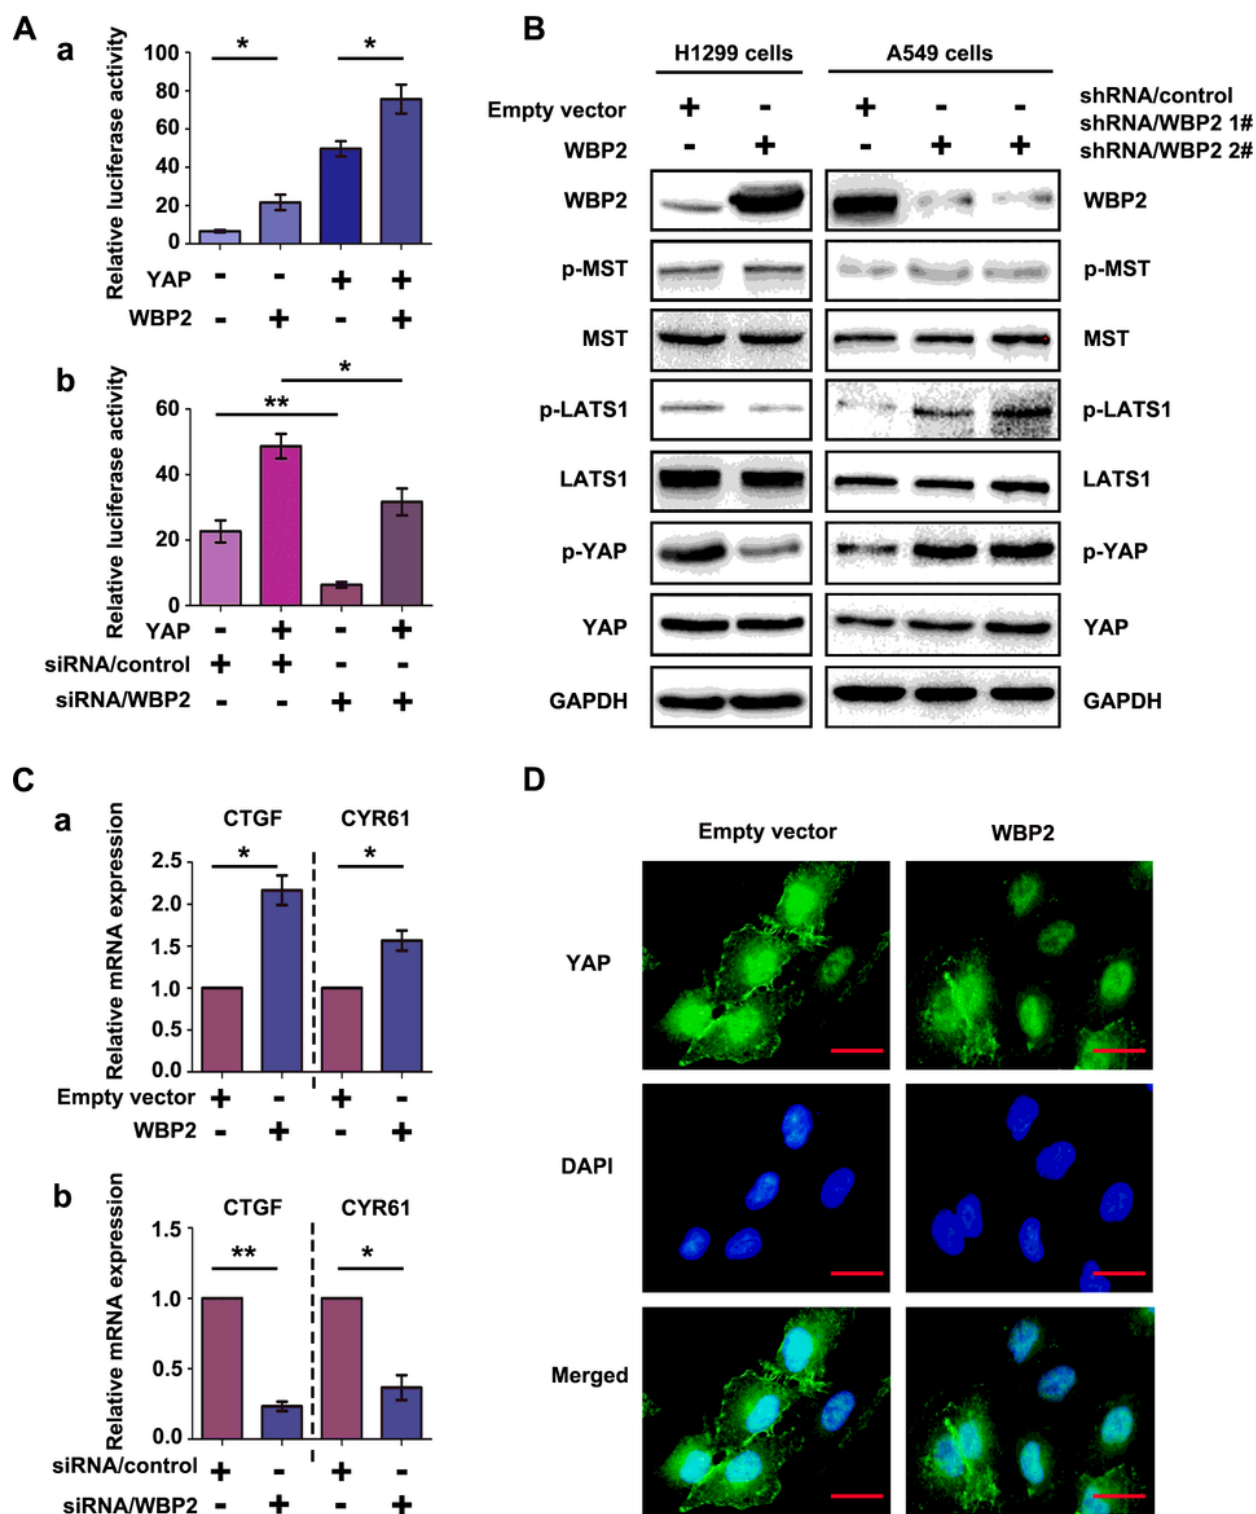 A
a
*
*
Relative luciferase activity
100
80
60
40
20
0
YAP - - + +
WBP2 - + - +
b
*
**
Relative luciferase activity
60
40
20
0
YAP - + - +
siRNA/control + + - -
siRNA/WBP2 - - + +
B
H1299 cells A549 cells
Empty vector + - + - - shRNA/control
shRNA/WBP2 1#
WBP2 - + - + + shRNA/WBP2 2#
WBP2 WBP2
p-MST p-MST
MST MST
p-LATS1 p-LATS1
LATS1 LATS1
p-YAP p-YAP
YAP YAP
GAPDH GAPDH
C
a
CTGF CYR61
* *
Relative mRNA expression
2.5
2.0
1.5
1.0
0.5
0.0
Empty vector + - + -
WBP2 - + - +
b
CTGF CYR61
** *
Relative mRNA expression
1.5
1.0
0.5
0.0
siRNA/control + - + -
siRNA/WBP2 - + - +
D
Empty vector WBP2
YAP
DAPI
Merged